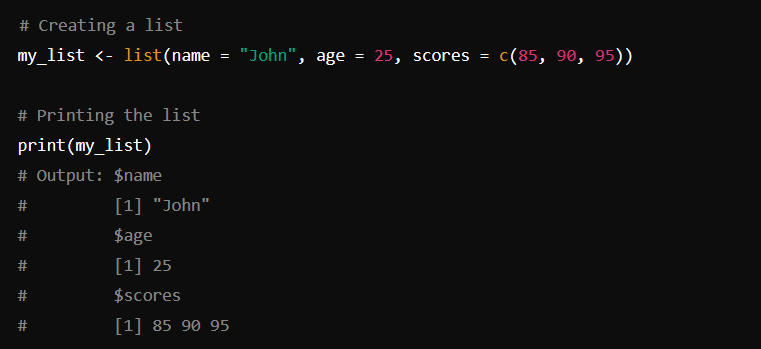 # Creating a list
my_list <- list(name = "John", age = 25, scores = c(85, 90, 95))
# Printing the list
print(my_list)
# Output: $name
#         [1] "John"
#         $age
#         [1] 25
#         $scores
#         [1] 85 90 95